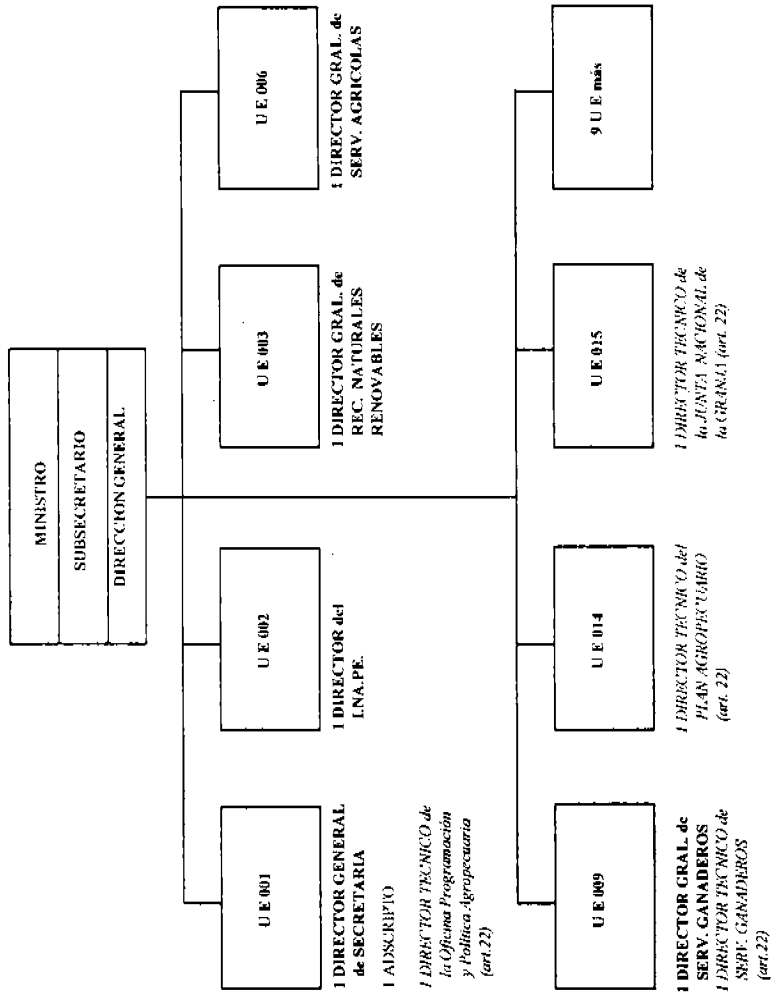 MINISTRO
SUBSECRETARIO
DIRECCION GENERAL
U E 001
1 DIRECTOR GENERAL
de SECRETARIA
1 ADSCRIPTO
1 DIRECTOR TECNICO de
la Oficina Programación
y Política Agropecuaria
(art.22)
U E 002
1 DIRECTOR del
I.NA.PE.
U E 003
1 DIRECTOR GRAL. de
REC. NATURALES
RENOVABLES
U E 006
1 DIRECTOR GRAL. de
SERV. AGRICOLAS
U E 009
1 DIRECTOR GRAL. de
SERV. GANADEROS
1 DIRECTOR TECNICO de
SERV. GANADEROS
(art.22)
U E 014
1 DIRECTOR TECNICO del
PLAN AGROPECUARIO
(art. 22)
U E 015
1 DIRECTOR TECNICO de
la JUNTA NACIONAL de
la GRANJA (art. 22)
9 U E más